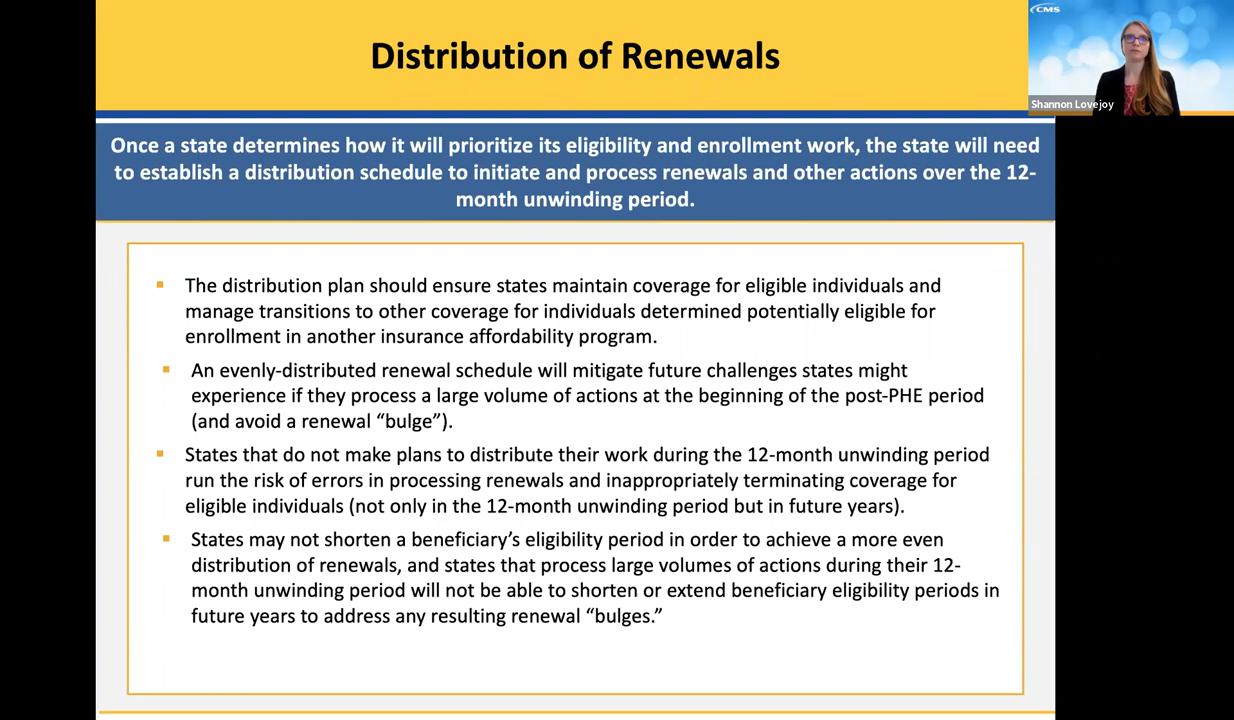 Distribution of Renewals
CMS
Shannon Lovejoy
Once a state determines how it will prioritize its eligibility and enrollment work, the state will need
to establish a distribution schedule to initiate and process renewals and other actions over the 12-
month unwinding period.
▪ The distribution plan should ensure states maintain coverage for eligible individuals and
manage transitions to other coverage for individuals determined potentially eligible for
enrollment in another insurance affordability program.
▪ An evenly-distributed renewal schedule will mitigate future challenges states might
experience if they process a large volume of actions at the beginning of the post-PHE period
(and avoid a renewal “bulge”).
▪ States that do not make plans to distribute their work during the 12-month unwinding period
run the risk of errors in processing renewals and inappropriately terminating coverage for
eligible individuals (not only in the 12-month unwinding period but in future years).
▪ States may not shorten a beneficiary’s eligibility period in order to achieve a more even
distribution of renewals, and states that process large volumes of actions during their 12-
month unwinding period will not be able to shorten or extend beneficiary eligibility periods in
future years to address any resulting renewal “bulges.”